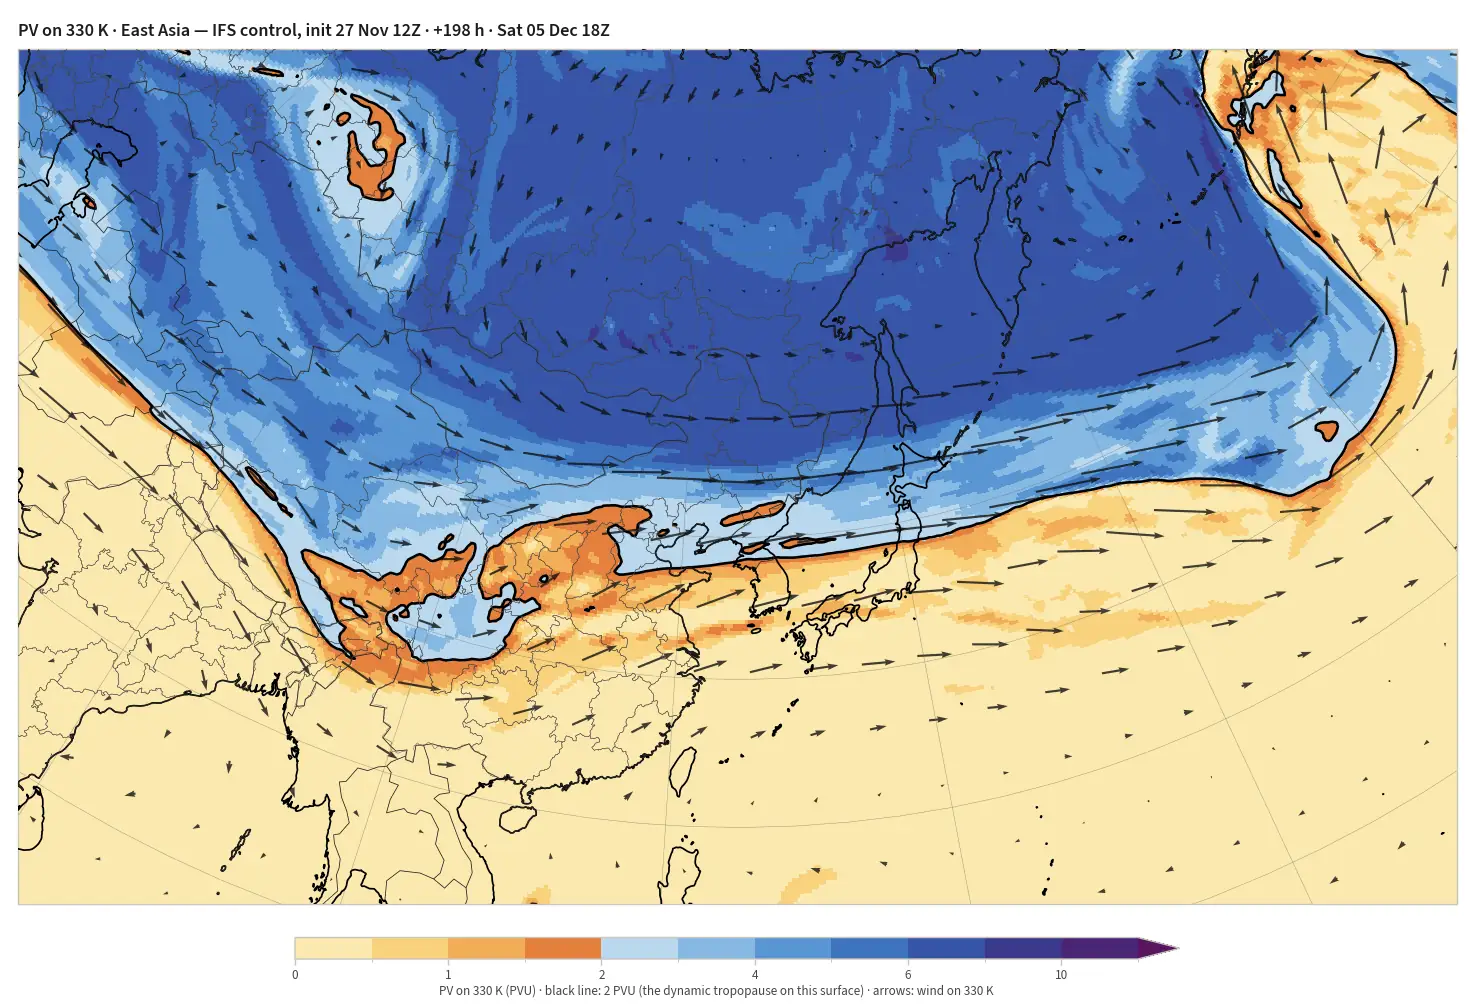 PV on 330 K · East Asia — IFS control, init 27 Nov 12Z · +198 h · Sat 05 Dec 18Z
0 1 2 4 6 10
PV on 330 K (PVU) · black line: 2 PVU (the dynamic tropopause on this surface) · arrows: wind on 330 K